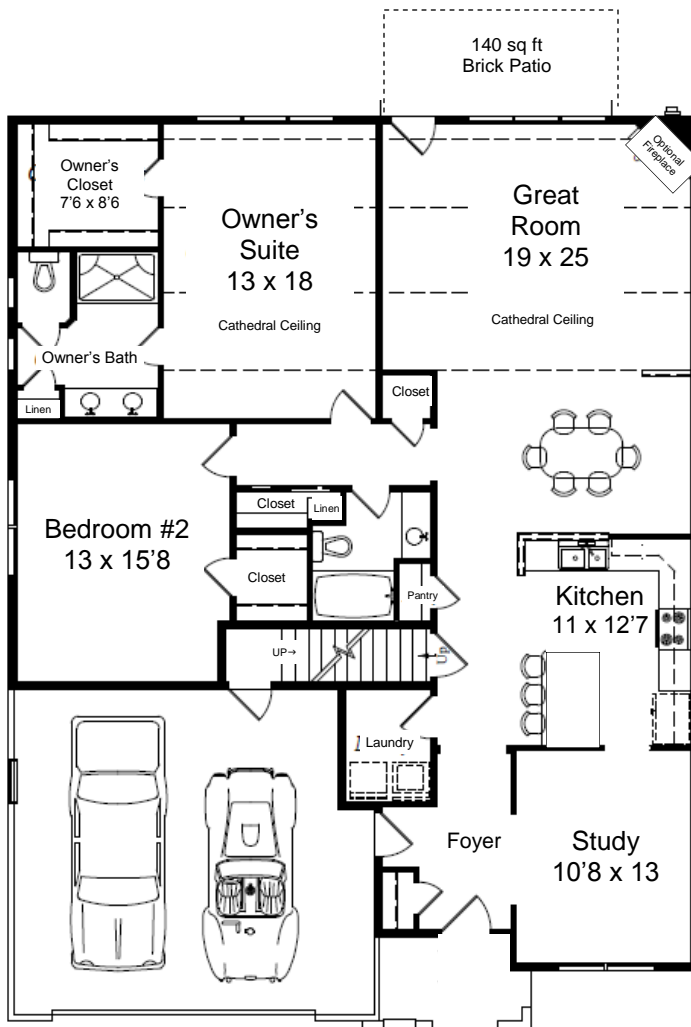 140 sq ft
Brick Patio
Optional
Fireplace
Owner's
Closet
7'6 x 8'6
Owner's
Suite
13 x 18
Cathedral Ceiling
Great
Room
19 x 25
Cathedral Ceiling
Owner's Bath
Linen
Closet
Bedroom #2
13 x 15'8
Closet
Linen
Closet
Pantry
Kitchen
11 x 12'7
UP→
Up
Laundry
Foyer
Study
10'8 x 13